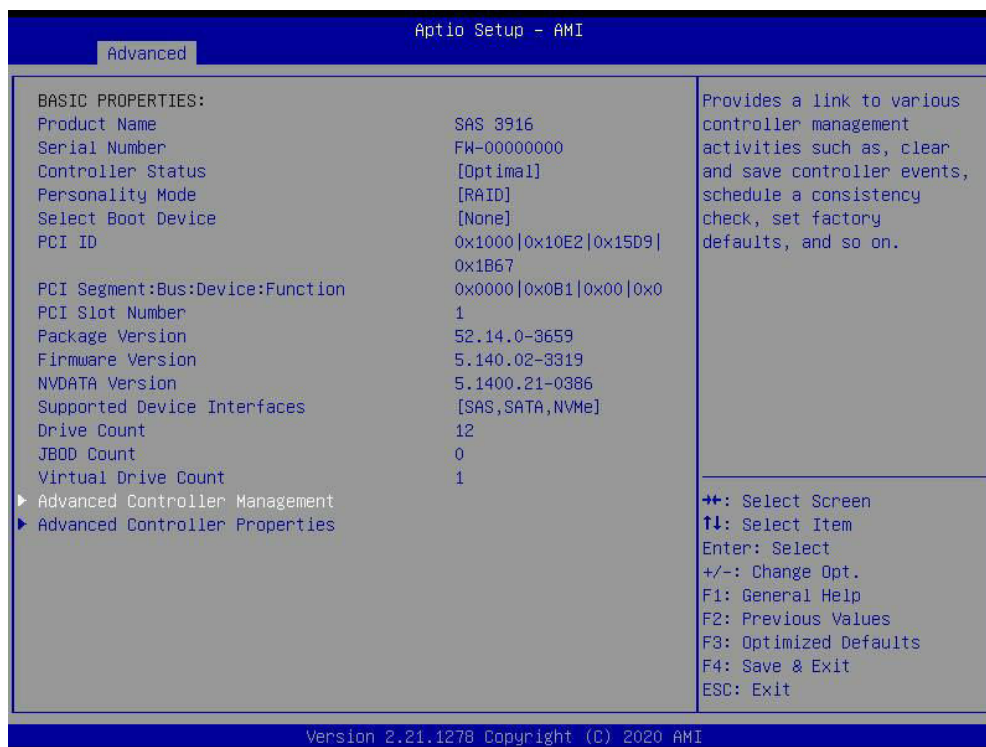 Aptio Setup - AMI
Advanced
BASIC PROPERTIES:
Product Name SAS 3916
Serial Number FW-00000000
Controller Status [Optimal]
Personality Mode [RAID]
Select Boot Device [None]
PCI ID 0x1000|0x10E2|0x15D9|
0x1B67
PCI Segment:Bus:Device:Function 0x0000|0x0B1|0x00|0x0
PCI Slot Number 1
Package Version 52.14.0-3659
Firmware Version 5.140.02-3319
NVDATA Version 5.1400.21-0386
Supported Device Interfaces [SAS,SATA,NVMe]
Drive Count 12
JBOD Count 0
Virtual Drive Count 1
Advanced Controller Management
Advanced Controller Properties
Provides a link to various
controller management
activities such as, clear
and save controller events,
schedule a consistency
check, set factory
defaults, and so on.
→←: Select Screen
↑↓: Select Item
Enter: Select
+/-: Change Opt.
F1: General Help
F2: Previous Values
F3: Optimized Defaults
F4: Save & Exit
ESC: Exit
Version 2.21.1278 Copyright (C) 2020 AMI